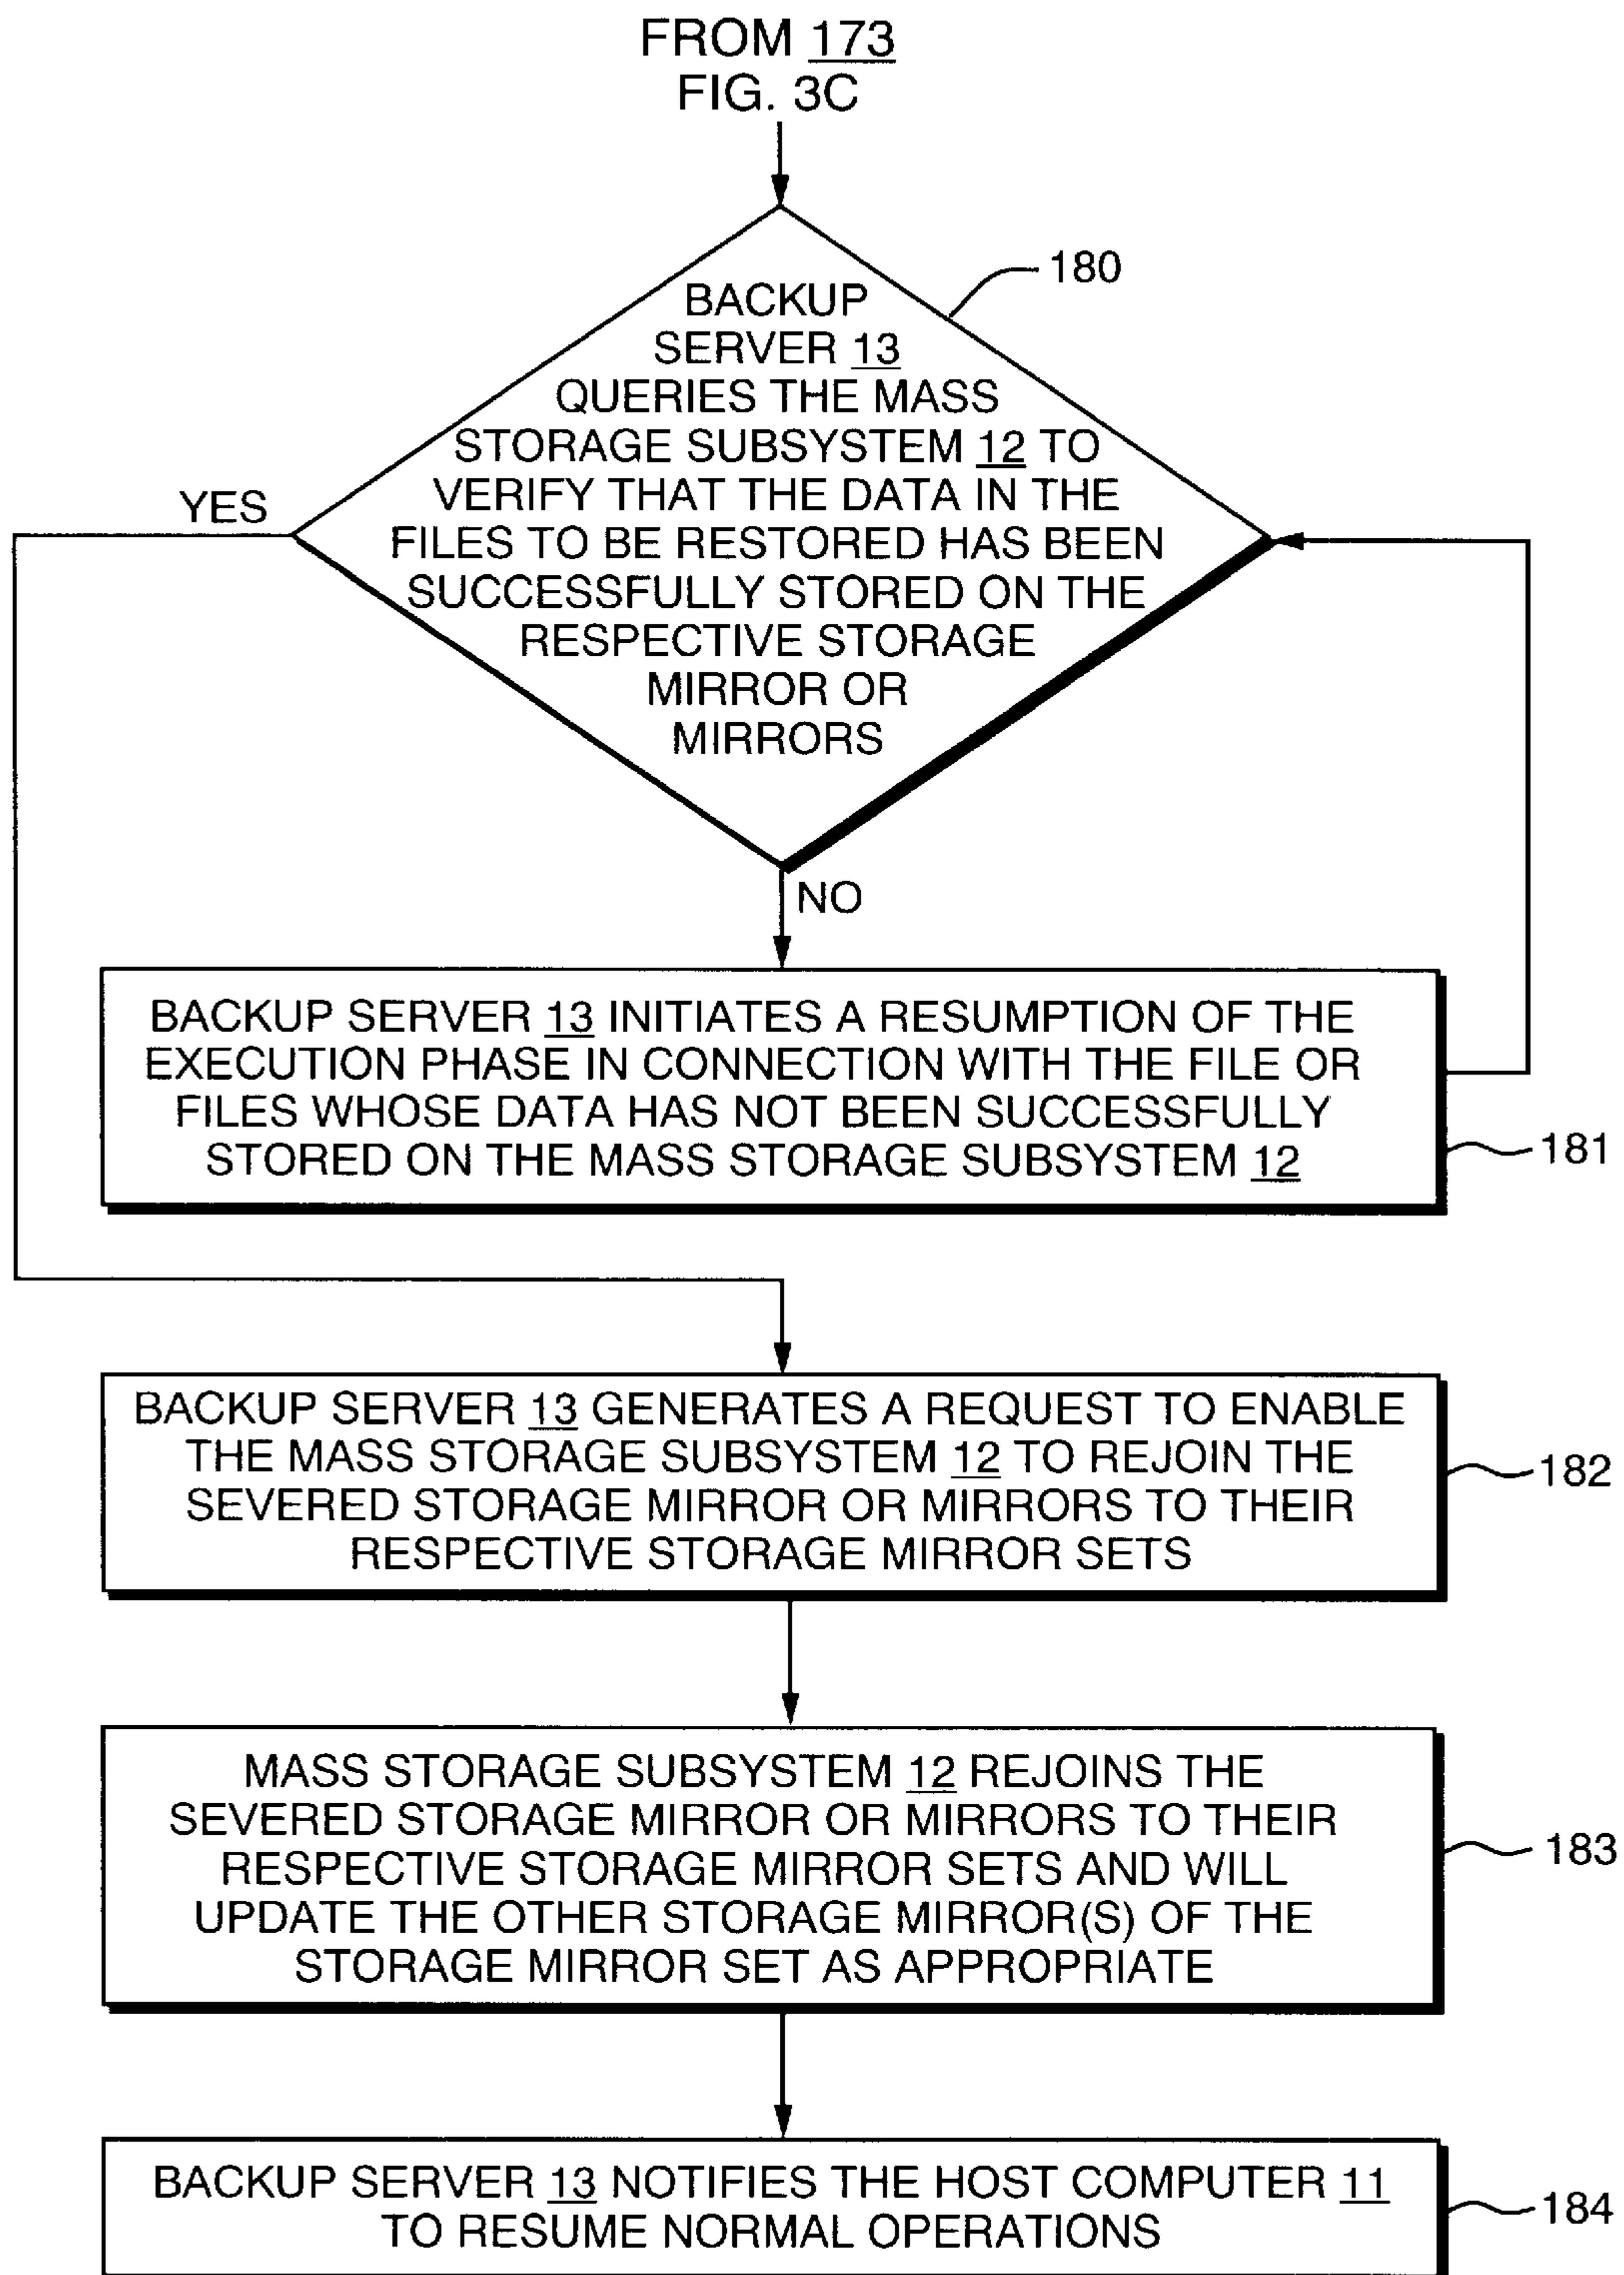 FROM 173
FIG. 3C
180
BACKUP
SERVER 13
QUERIES THE MASS
STORAGE SUBSYSTEM 12 TO
VERIFY THAT THE DATA IN THE
FILES TO BE RESTORED HAS BEEN
SUCCESSFULLY STORED ON THE
RESPECTIVE STORAGE
MIRROR OR
MIRRORS
YES
NO
BACKUP SERVER 13 INITIATES A RESUMPTION OF THE
EXECUTION PHASE IN CONNECTION WITH THE FILE OR
FILES WHOSE DATA HAS NOT BEEN SUCCESSFULLY
STORED ON THE MASS STORAGE SUBSYSTEM 12
181
BACKUP SERVER 13 GENERATES A REQUEST TO ENABLE
THE MASS STORAGE SUBSYSTEM 12 TO REJOIN THE
SEVERED STORAGE MIRROR OR MIRRORS TO THEIR
RESPECTIVE STORAGE MIRROR SETS
182
MASS STORAGE SUBSYSTEM 12 REJOINS THE
SEVERED STORAGE MIRROR OR MIRRORS TO THEIR
RESPECTIVE STORAGE MIRROR SETS AND WILL
UPDATE THE OTHER STORAGE MIRROR(S) OF THE
STORAGE MIRROR SET AS APPROPRIATE
183
BACKUP SERVER 13 NOTIFIES THE HOST COMPUTER 11
TO RESUME NORMAL OPERATIONS
184